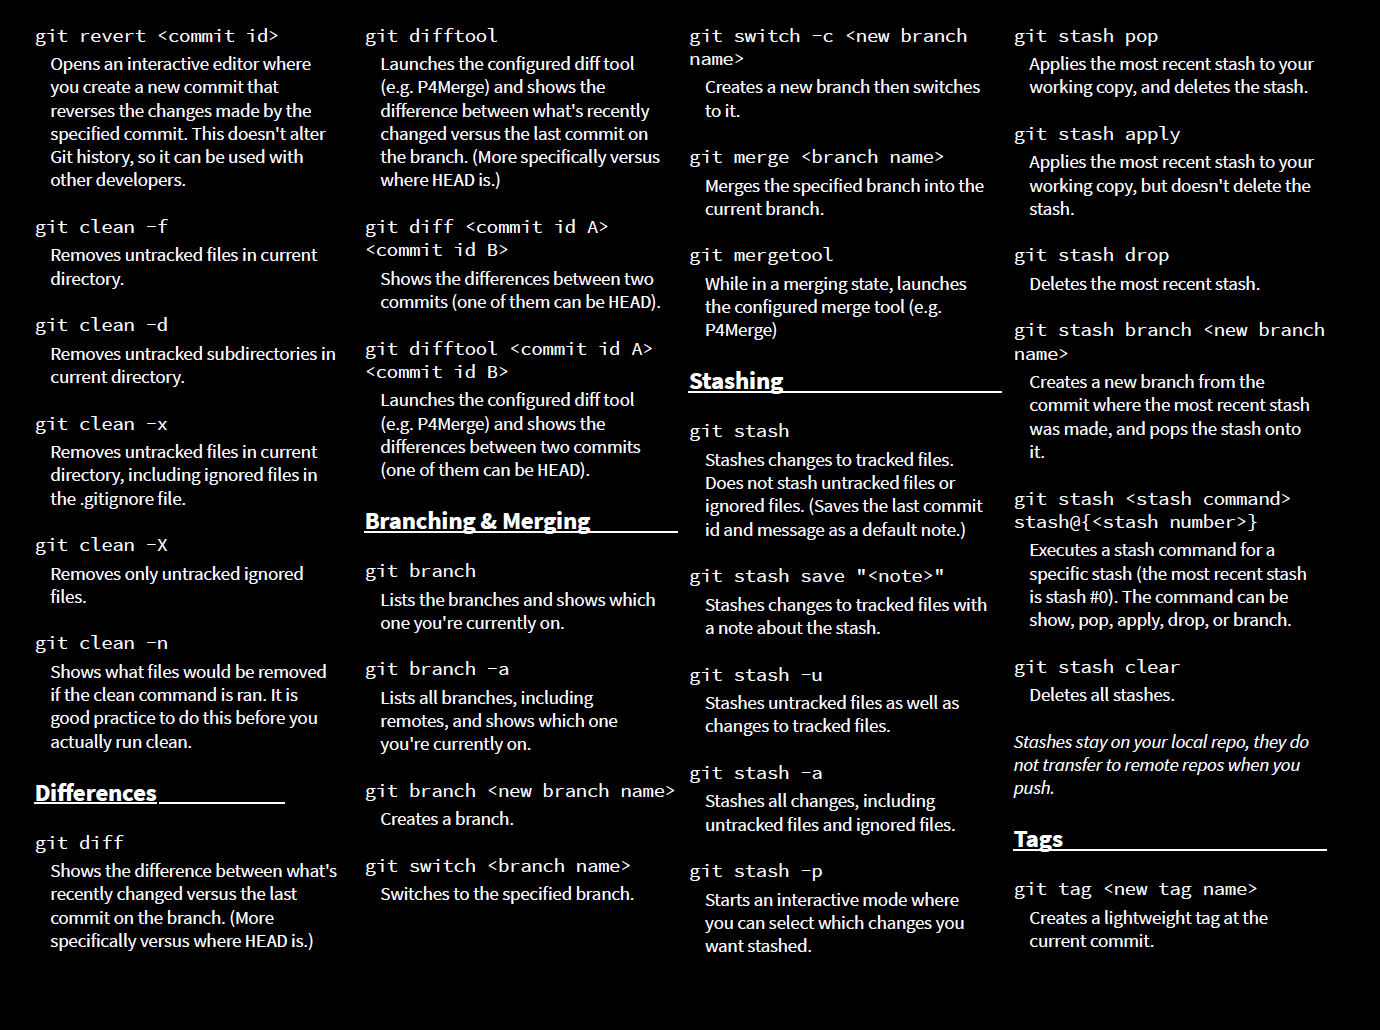 git revert <commit id>
Opens an interactive editor where
you create a new commit that
reverses the changes made by the
specified commit. This doesn't alter
Git history, so it can be used with
other developers.
git clean -f
Removes untracked files in current
directory.
git clean -d
Removes untracked subdirectories in
current directory.
git clean -x
Removes untracked files in current
directory, including ignored files in
the .gitignore file.
git clean -X
Removes only untracked ignored
files.
git clean -n
Shows what files would be removed
if the clean command is ran. It is
good practice to do this before you
actually run clean.
Differences
git diff
Shows the difference between what's
recently changed versus the last
commit on the branch. (More
specifically versus where HEAD is.)
git difftool
Launches the configured diff tool
(e.g. P4Merge) and shows the
difference between what's recently
changed versus the last commit on
the branch. (More specifically versus
where HEAD is.)
git diff <commit id A>
<commit id B>
Shows the differences between two
commits (one of them can be HEAD).
git difftool <commit id A>
<commit id B>
Launches the configured diff tool
(e.g. P4Merge) and shows the
differences between two commits
(one of them can be HEAD).
Branching & Merging
git branch
Lists the branches and shows which
one you're currently on.
git branch -a
Lists all branches, including
remotes, and shows which one
you're currently on.
git branch <new branch name>
Creates a branch.
git switch <branch name>
Switches to the specified branch.
git switch -c <new branch
name>
Creates a new branch then switches
to it.
git merge <branch name>
Merges the specified branch into the
current branch.
git mergetool
While in a merging state, launches
the configured merge tool (e.g.
P4Merge)
Stashing
git stash
Stashes changes to tracked files.
Does not stash untracked files or
ignored files. (Saves the last commit
id and message as a default note.)
git stash save "<note>"
Stashes changes to tracked files with
a note about the stash.
git stash -u
Stashes untracked files as well as
changes to tracked files.
git stash -a
Stashes all changes, including
untracked files and ignored files.
git stash -p
Starts an interactive mode where
you can select which changes you
want stashed.
git stash pop
Applies the most recent stash to your
working copy, and deletes the stash.
git stash apply
Applies the most recent stash to your
working copy, but doesn't delete the
stash.
git stash drop
Deletes the most recent stash.
git stash branch <new branch
name>
Creates a new branch from the
commit where the most recent stash
was made, and pops the stash onto
it.
git stash <stash command>
stash@{<stash number>}
Executes a stash command for a
specific stash (the most recent stash
is stash #0). The command can be
show, pop, apply, drop, or branch.
git stash clear
Deletes all stashes.
Stashes stay on your local repo, they do
not transfer to remote repos when you
push.
Tags
git tag <new tag name>
Creates a lightweight tag at the
current commit.